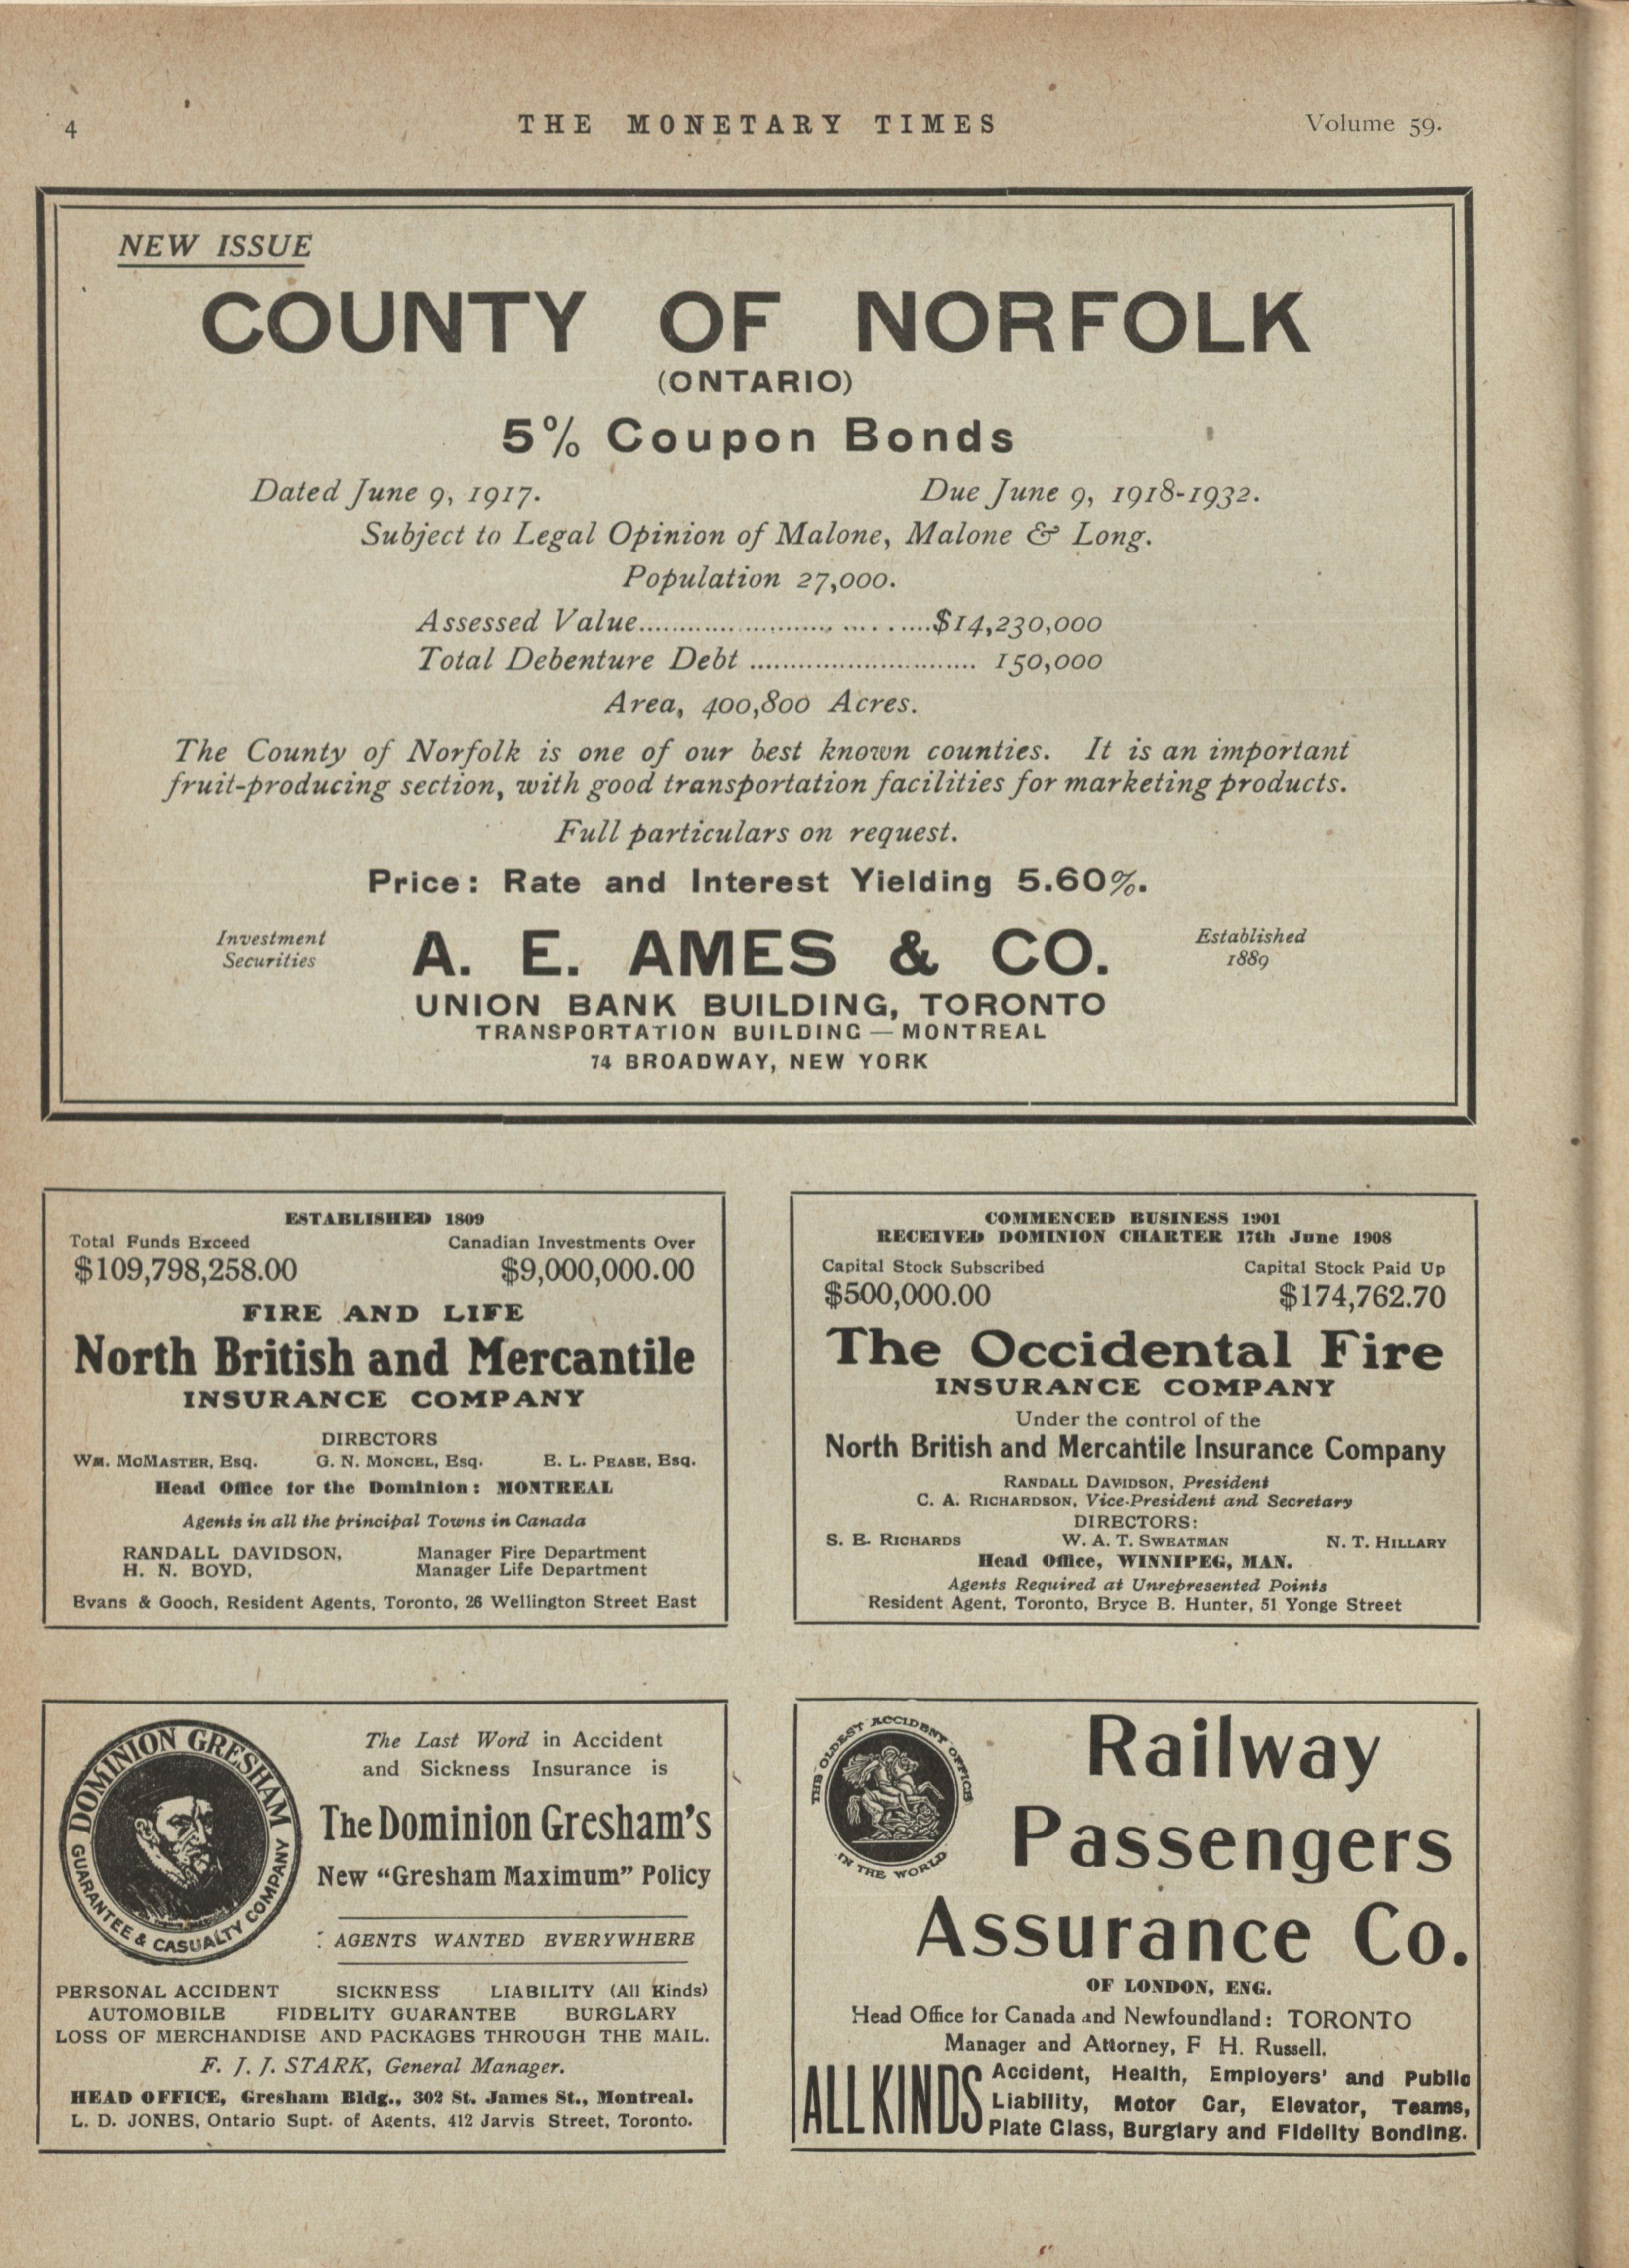 4
THE MONETARY TIMES
Volume 59.
NEW ISSUE
COUNTY OF NORFOLK
(ONTARIO)
5% Coupon Bonds
Dated June 9, 1917. Due June 9, 1918-1932.
Subject to Legal Opinion of Malone, Malone & Long.
Population 27,000.
Assessed Value....................................$14,230,000
Total Debenture Debt ........................... 150,000
Area, 400,800 Acres.
The County of Norfolk is one of our best known counties. It is an important
fruit-producing section, with good transportation facilities for marketing products.
Full particulars on request.
Price: Rate and Interest Yielding 5.60%.
Investment
Securities
A. E. AMES & CO.
Established
1889
UNION BANK BUILDING, TORONTO
TRANSPORTATION BUILDING — MONTREAL
74 BROADWAY, NEW YORK
ESTABLISHED 1809
Total Funds Exceed Canadian Investments Over
$109,798,258.00 $9,000,000.00
FIRE AND LIFE
North British and Mercantile
INSURANCE COMPANY
DIRECTORS
WM. MCMASTER, Esq. G. N. MONCEL, Esq. E. L. PEASE, Esq.
Head Office for the Dominion: MONTREAL
Agents in all the principal Towns in Canada
RANDALL DAVIDSON, Manager Fire Department
H. N. BOYD, Manager Life Department
Evans & Gooch, Resident Agents, Toronto, 26 Wellington Street East
COMMENCED BUSINESS 1901
RECEIVED DOMINION CHARTER 17th June 1908
Capital Stock Subscribed Capital Stock Paid Up
$500,000.00 $174,762.70
The Occidental Fire
INSURANCE COMPANY
Under the control of the
North British and Mercantile Insurance Company
RANDALL DAVIDSON, President
C. A. RICHARDSON, Vice-President and Secretary
DIRECTORS:
S. E. RICHARDS W. A. T. SWEATMAN N. T. HILLARY
Head Office, WINNIPEG, MAN.
Agents Required at Unrepresented Points
Resident Agent, Toronto, Bryce B. Hunter, 51 Yonge Street
DOMINION GRESHAM
GUARANTEE & CASUALTY COMPANY
The Last Word in Accident
and Sickness Insurance is
The Dominion Gresham's
New "Gresham Maximum" Policy
AGENTS WANTED EVERYWHERE
PERSONAL ACCIDENT SICKNESS LIABILITY (All Kinds)
AUTOMOBILE FIDELITY GUARANTEE BURGLARY
LOSS OF MERCHANDISE AND PACKAGES THROUGH THE MAIL.
F. J. J. STARK, General Manager.
HEAD OFFICE, Gresham Bldg., 302 St. James St., Montreal.
L. D. JONES, Ontario Supt. of Agents, 412 Jarvis Street, Toronto.
THE OLDEST ACCIDENT OFFICE
IN THE WORLD
Railway
Passengers
Assurance Co.
OF LONDON, ENG.
Head Office for Canada and Newfoundland: TORONTO
Manager and Attorney, F H. Russell.
ALL KINDS
Accident, Health, Employers' and Public
Liability, Motor Car, Elevator, Teams,
Plate Glass, Burglary and Fidelity Bonding.